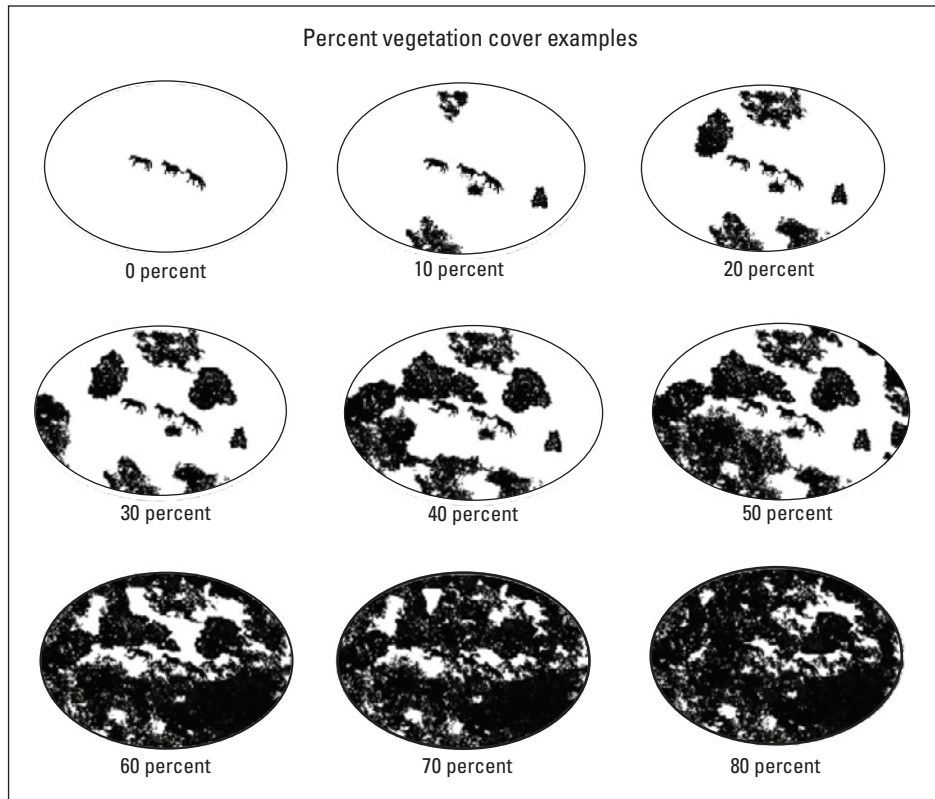 Percent vegetation cover examples
0 percent
10 percent
20 percent
30 percent
40 percent
50 percent
60 percent
70 percent
80 percent